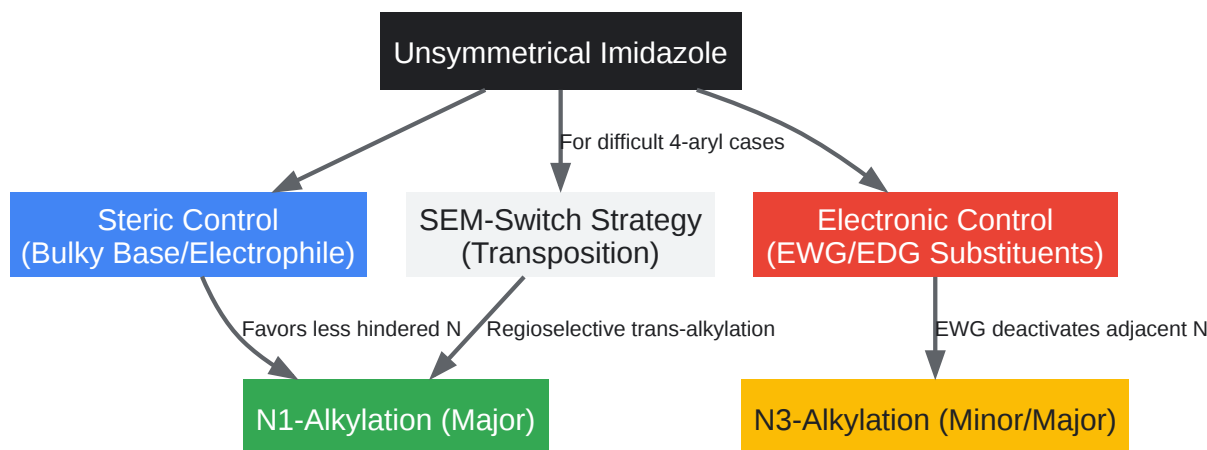 Unsymmetrical Imidazole
For difficult 4-aryl cases
Steric Control
(Bulky Base/Electrophile)
SEM-Switch Strategy
(Transposition)
Electronic Control
(EWG/EDG Substituents)
Favors less hindered N
Regioselective trans-alkylation
EWG deactivates adjacent N
N1-Alkylation (Major)
N3-Alkylation (Minor/Major)